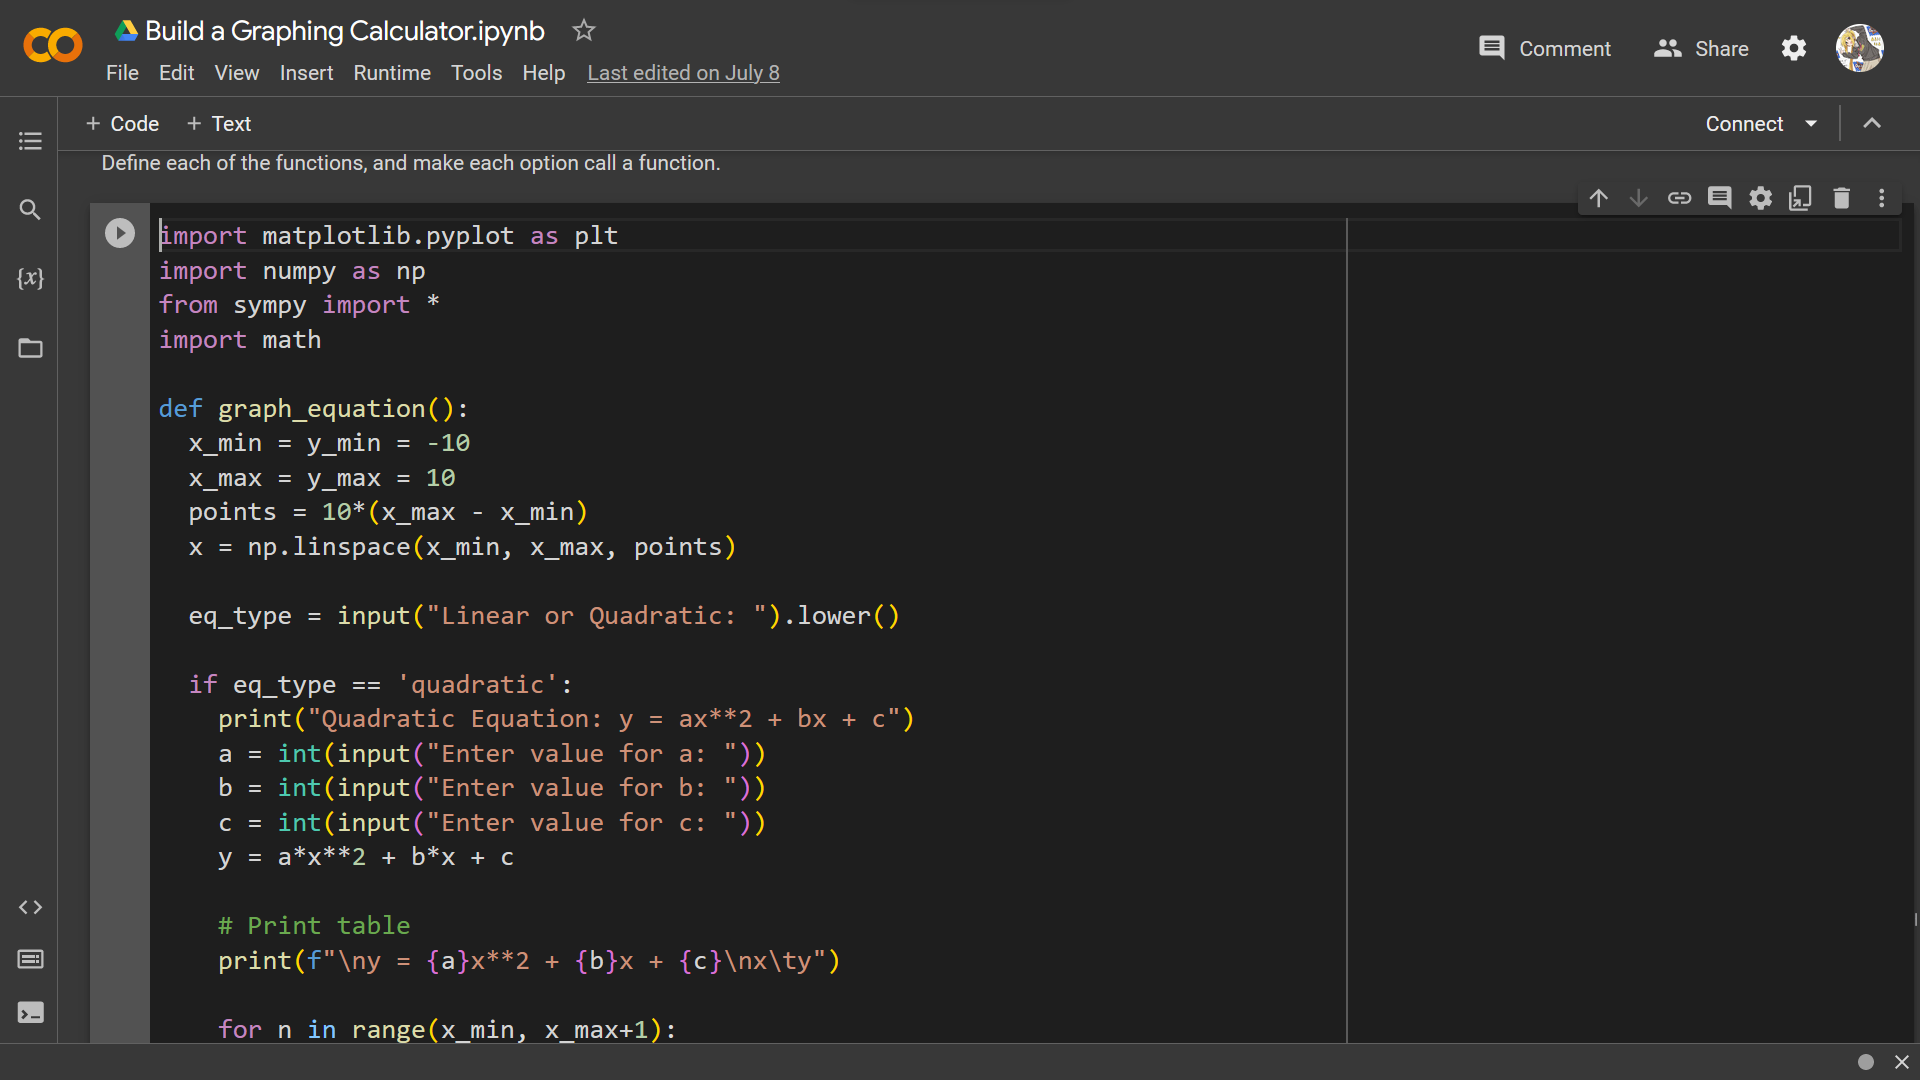 Build a Graphing Calculator.ipynb
File Edit View Insert Runtime Tools Help Last edited on July 8
Comment Share
+ Code + Text
Connect
Define each of the functions, and make each option call a function.
{x}
import matplotlib.pyplot as plt
import numpy as np
from sympy import *
import math
def graph_equation():
  x_min = y_min = -10
  x_max = y_max = 10
  points = 10*(x_max - x_min)
  x = np.linspace(x_min, x_max, points)
  eq_type = input("Linear or Quadratic: ").lower()
  if eq_type == 'quadratic':
    print("Quadratic Equation: y = ax**2 + bx + c")
    a = int(input("Enter value for a: "))
    b = int(input("Enter value for b: "))
    c = int(input("Enter value for c: "))
    y = a*x**2 + b*x + c
    # Print table
    print(f"\ny = {a}x**2 + {b}x + {c}\nx\ty")
    for n in range(x_min, x_max+1):